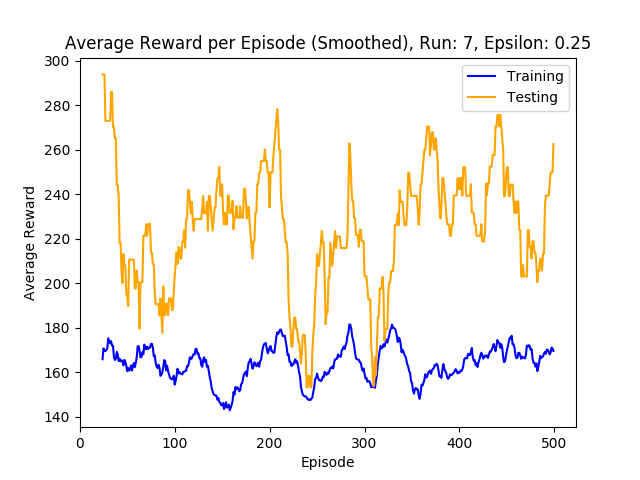 Average Reward per Episode (Smoothed), Run: 7, Epsilon: 0.25
Training
Testing
Average Reward
300
280
260
240
220
200
180
160
140
0 100 200 300 400 500
Episode